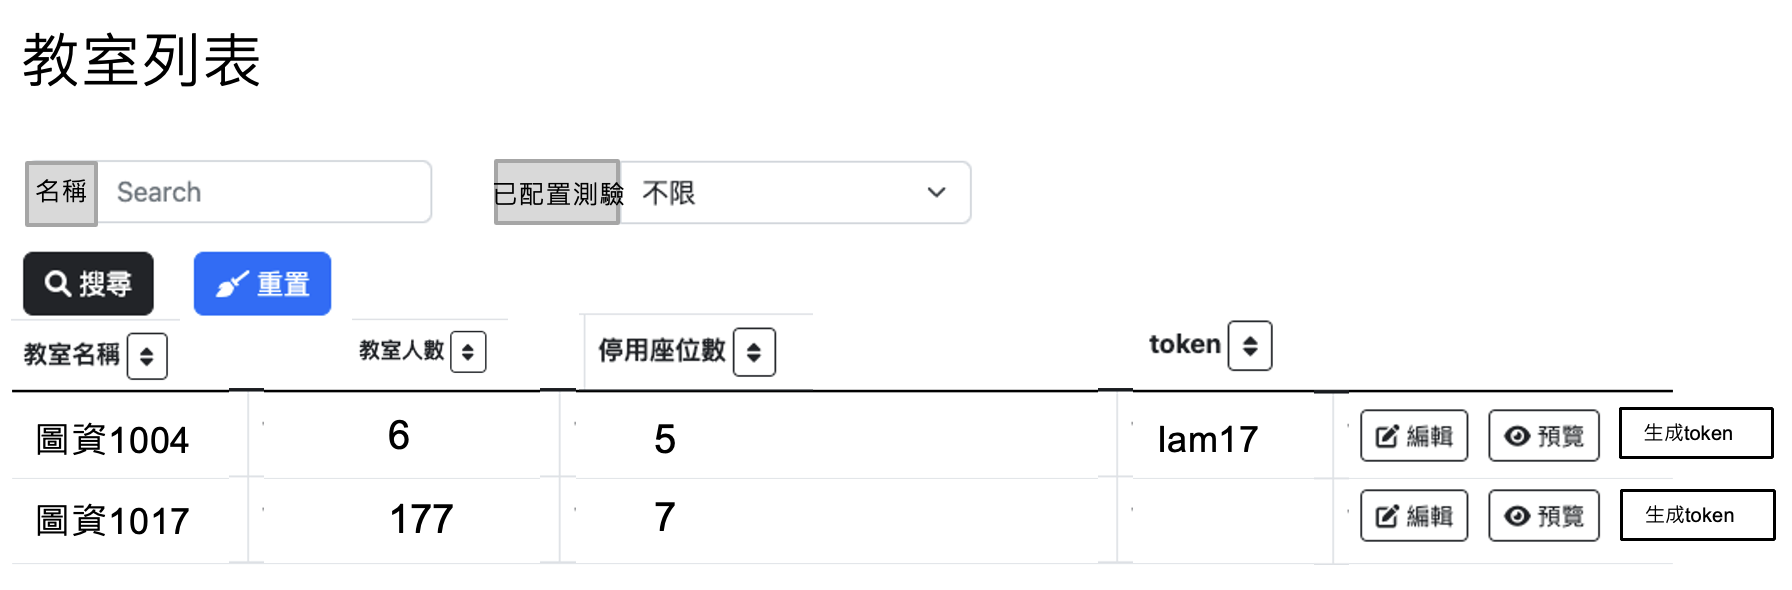 教室列表
名稱 Search 已配置測驗 不限
搜尋 重置
教室名稱 教室人數 停用座位數 token
圖資1004 6 5 Iam17 編輯 預覽 生成token
圖資1017 177 7 編輯 預覽 生成token